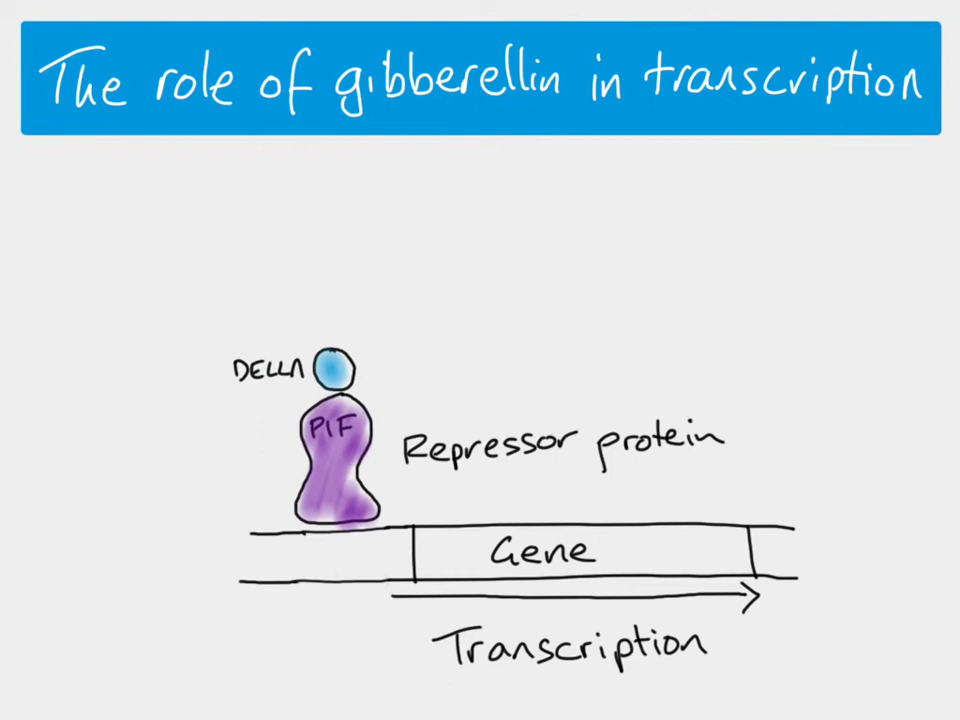 The role of gibberellin in transcription
DELLA
PIF
Repressor protein
Gene
Transcription